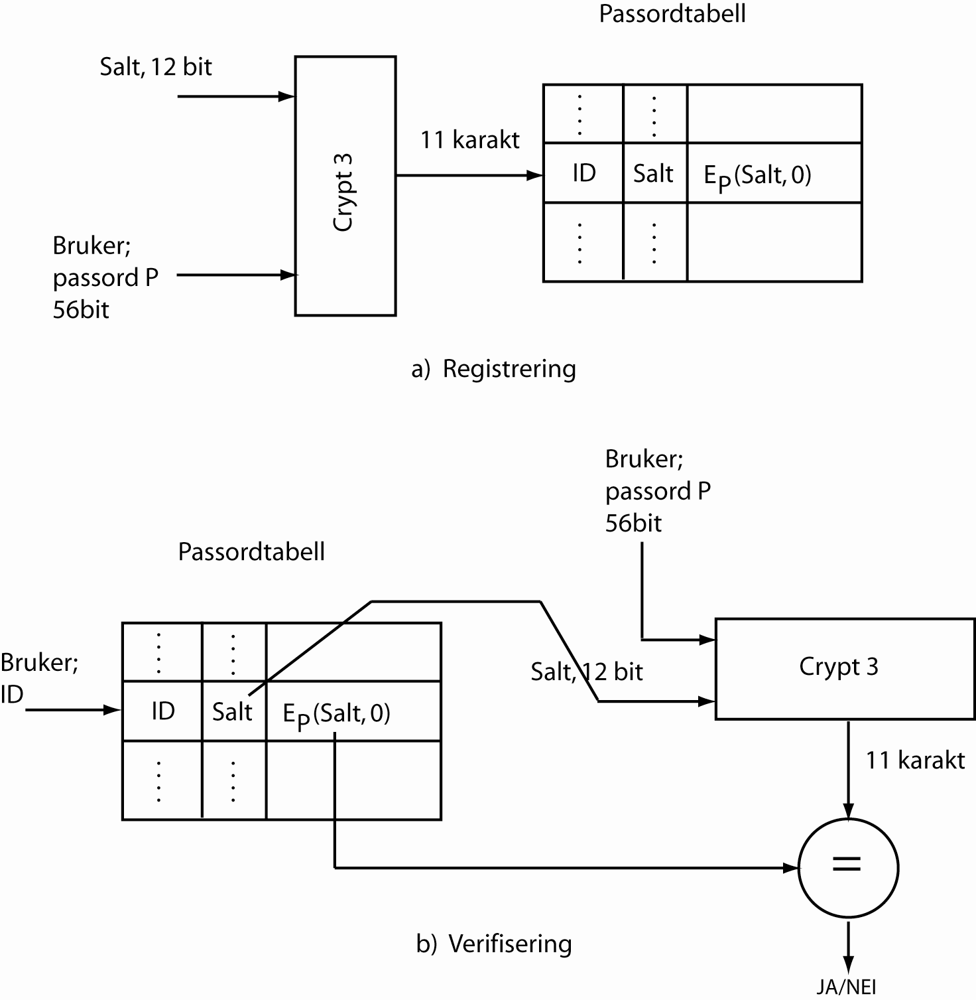 Passordtabell
Salt, 12 bit
Crypt 3
11 karakt
ID Salt EP(Salt, 0)
Bruker;
passord P
56bit
a) Registrering
Bruker;
passord P
56bit
Passordtabell
Bruker;
ID
ID Salt EP(Salt, 0)
Salt, 12 bit
Crypt 3
11 karakt
=
b) Verifisering
JA/NEI